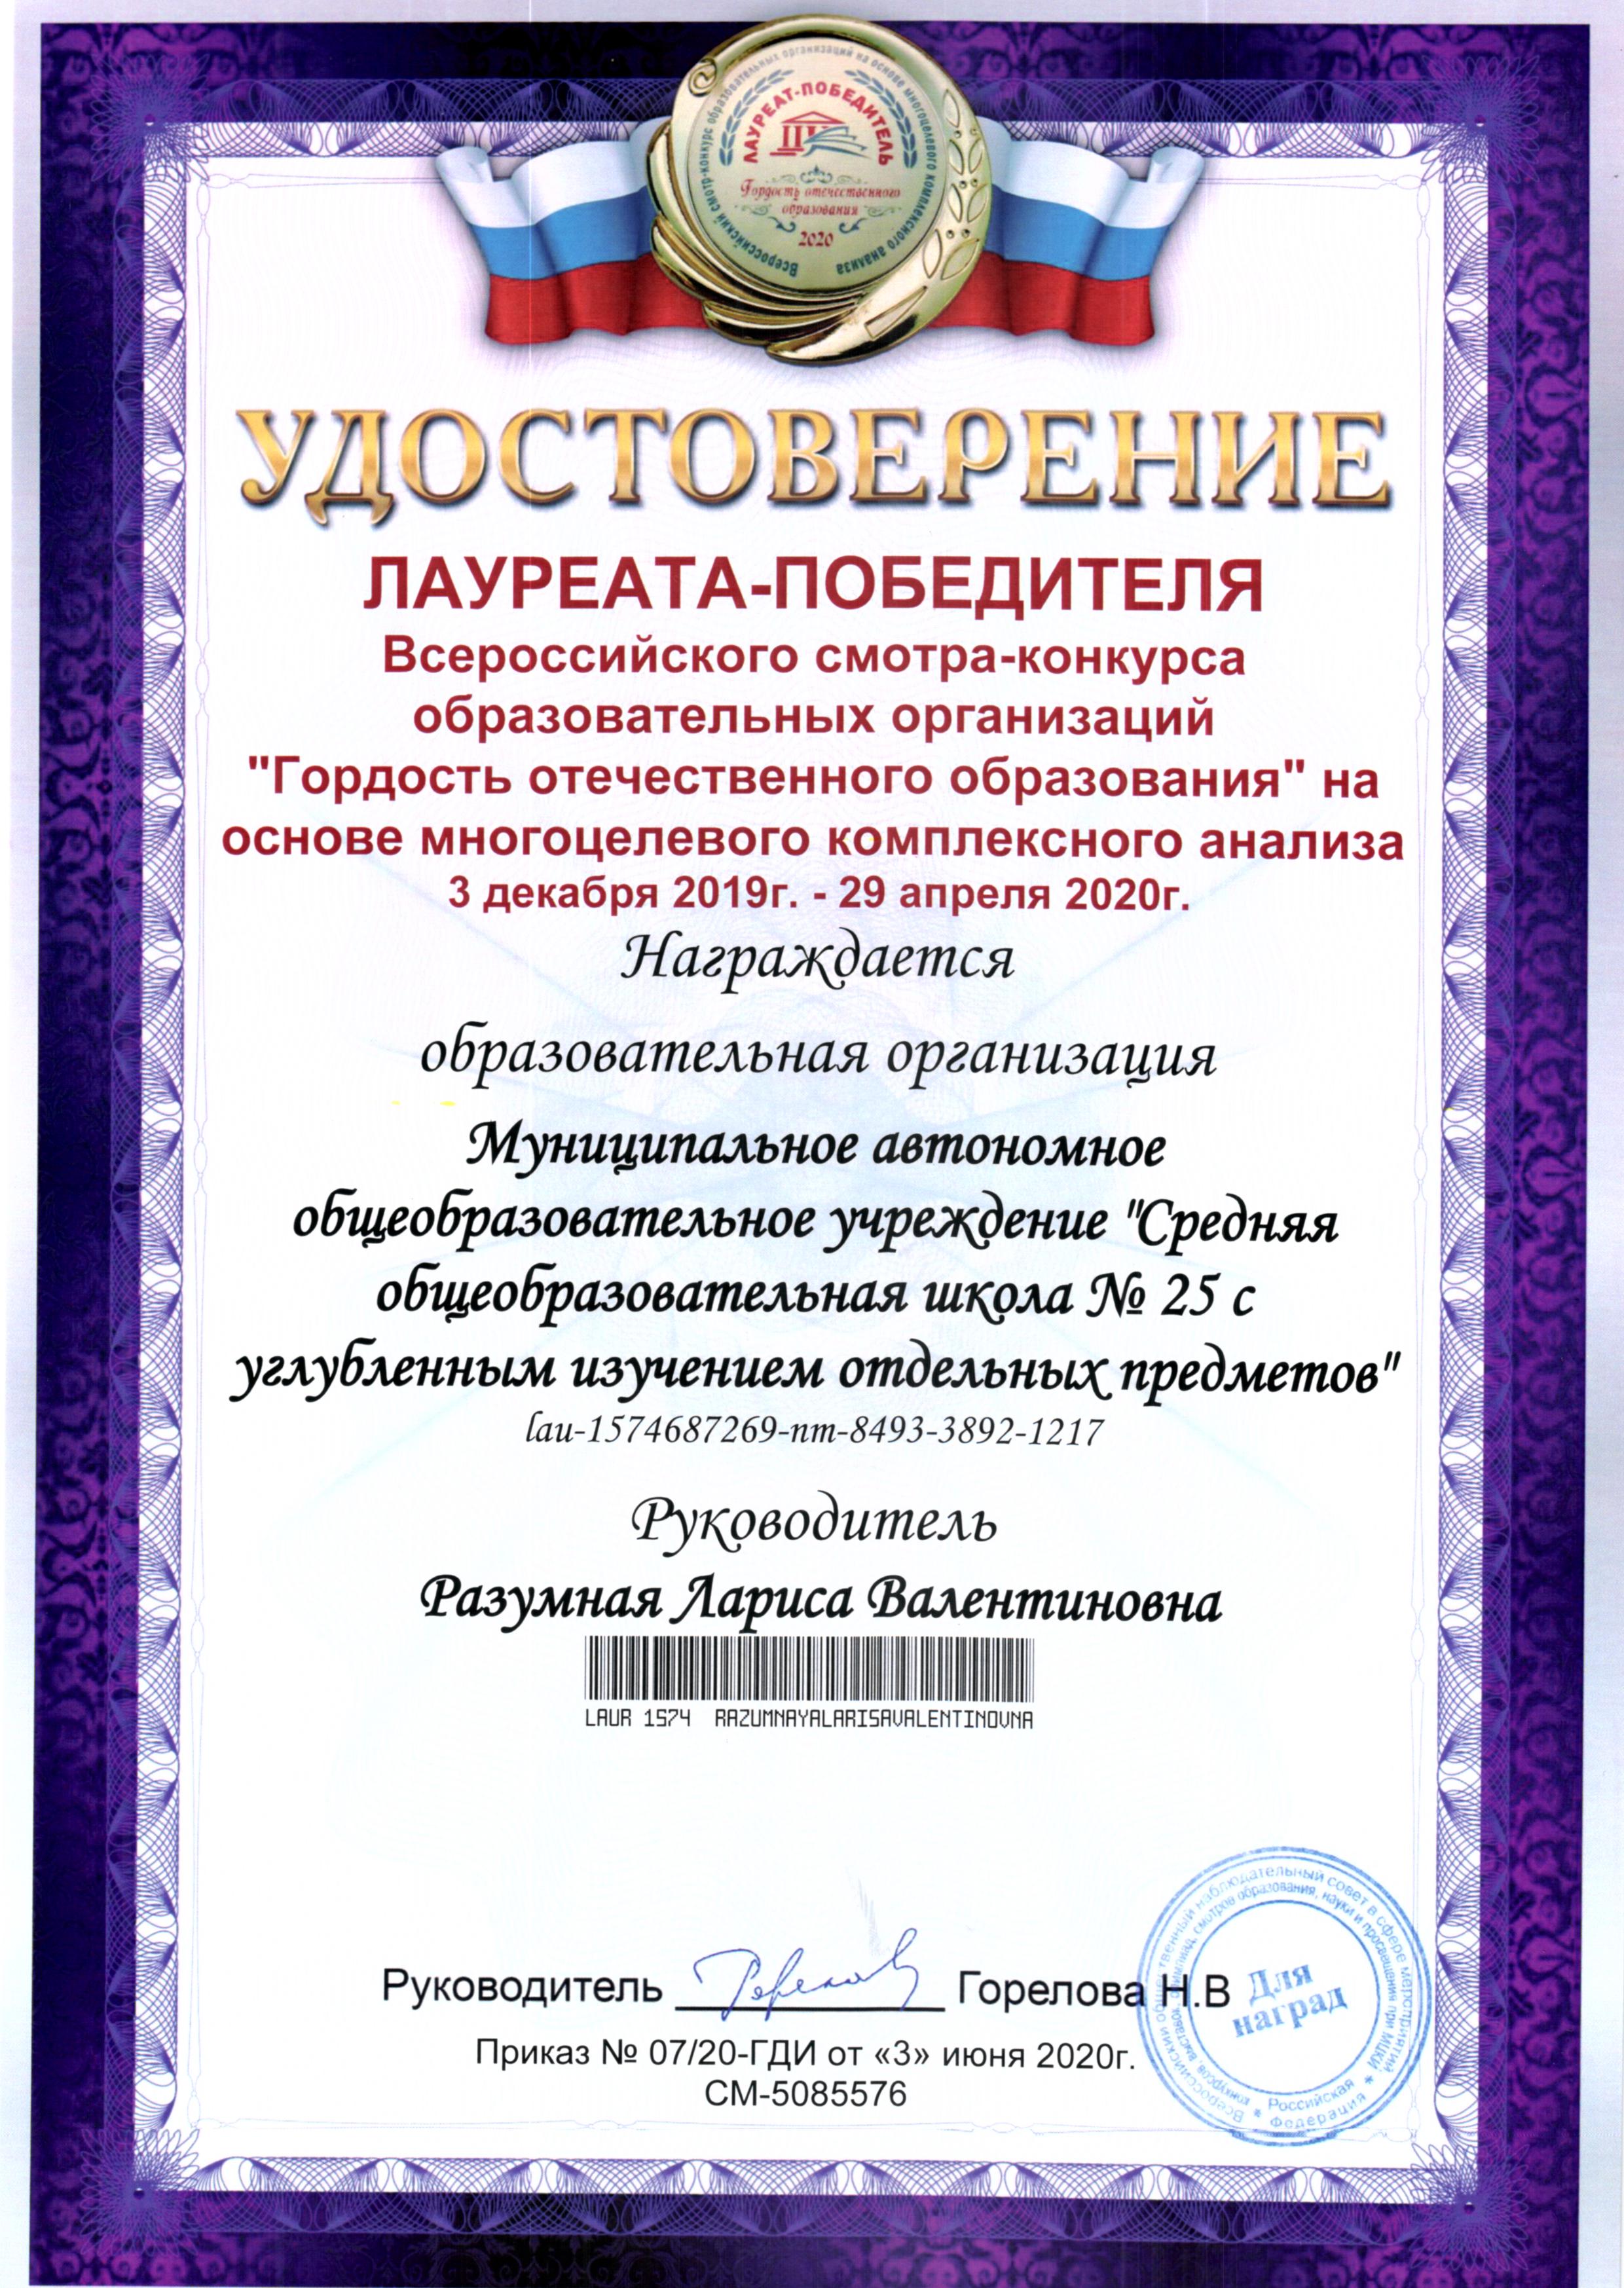 Всероссийский смотр-конкурс образовательных организаций на основе многоцелевого комплексного анализа
ЛАУРЕАТ-ПОБЕДИТЕЛЬ
Гордость отечественного
образования
2020
УДОСТОВЕРЕНИЕ
ЛАУРЕАТА-ПОБЕДИТЕЛЯ
Всероссийского смотра-конкурса
образовательных организаций
"Гордость отечественного образования" на
основе многоцелевого комплексного анализа
3 декабря 2019г. - 29 апреля 2020г.
Награждается
образовательная организация
Муниципальное автономное
общеобразовательное учреждение "Средняя
общеобразовательная школа № 25 с
углубленным изучением отдельных предметов"
lau-1574687269-nm-8493-3892-1217
Руководитель
Разумная Лариса Валентиновна
LAUR 1574 RAZUMNAYALARISAVALENTINOVNA
Руководитель Горелова Н.В
Приказ № 07/20-ГДИ от «3» июня 2020г.
СМ-5085576
Всероссийский общественный наблюдательный совет в сфере мероприятий,
конкурсов, выставок, олимпиад, смотров образования, науки и просвещения при МЦКИ
Российская
Федерация
Для
наград